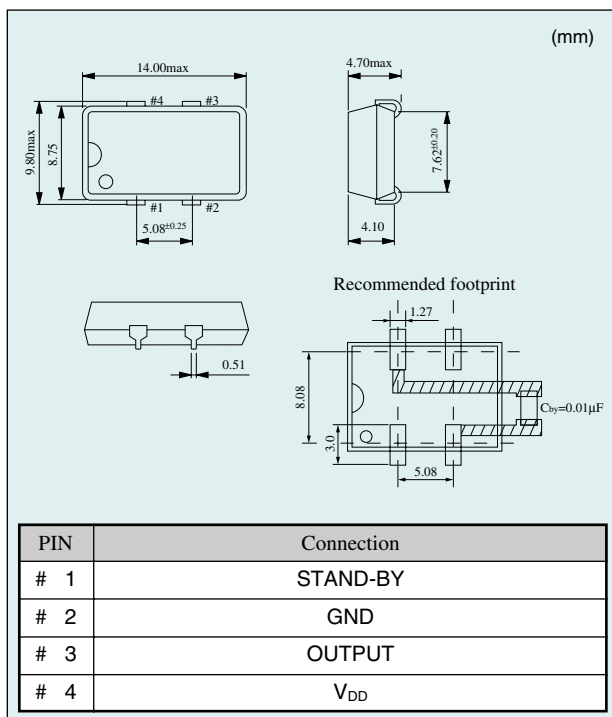 (mm)
14.00max
4.70max
#4
#3
9.80max
8.75
7.62±0.20
#1
#2
5.08±0.25
4.10
Recommended footprint
1.27
0.51
8.08
Cby=0.01µF
3.0
5.08
PIN Connection
# 1 STAND-BY
# 2 GND
# 3 OUTPUT
# 4 VDD